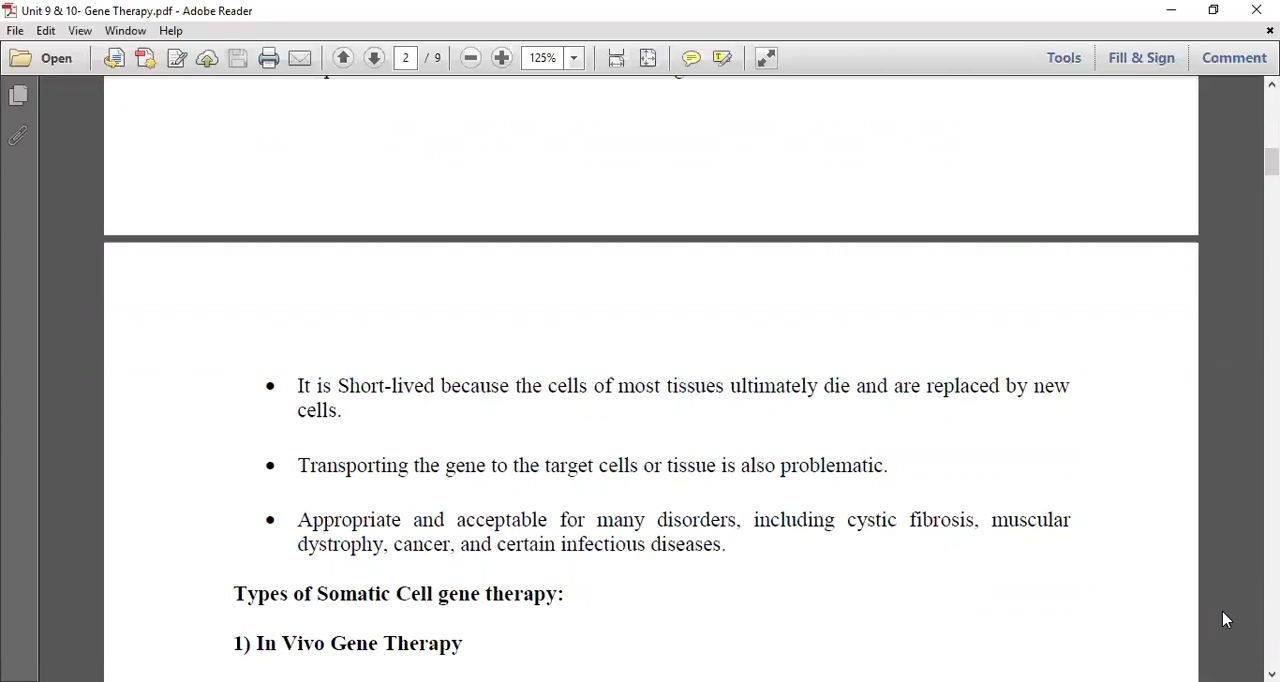 Unit 9 & 10- Gene Therapy.pdf - Adobe Reader
File Edit View Window Help
Open 2 / 9 125% Tools Fill & Sign Comment
• It is Short-lived because the cells of most tissues ultimately die and are replaced by new
cells.
• Transporting the gene to the target cells or tissue is also problematic.
• Appropriate and acceptable for many disorders, including cystic fibrosis, muscular
dystrophy, cancer, and certain infectious diseases.
Types of Somatic Cell gene therapy:
1) In Vivo Gene Therapy